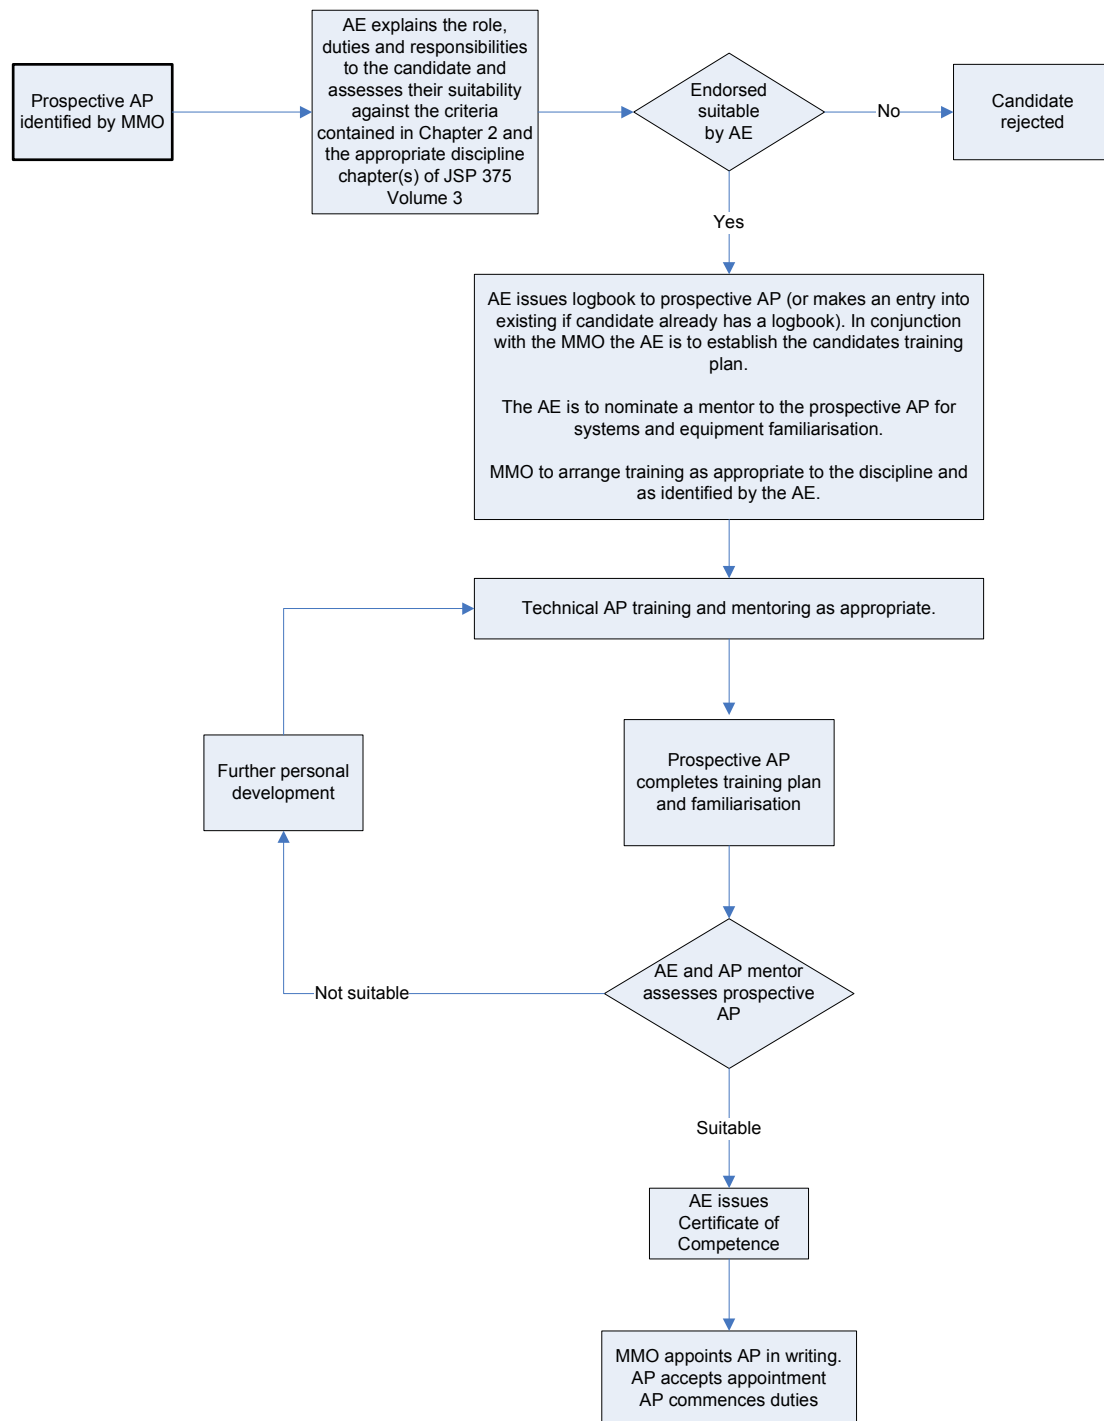 Prospective AP
identified by MMO
AE explains the role,
duties and responsibilities
to the candidate and
assesses their suitability
against the criteria
contained in Chapter 2 and
the appropriate discipline
chapter(s) of JSP 375
Volume 3
Endorsed
suitable
by AE
No
Candidate
rejected
Yes
AE issues logbook to prospective AP (or makes an entry into
existing if candidate already has a logbook). In conjunction
with the MMO the AE is to establish the candidates training
plan.
The AE is to nominate a mentor to the prospective AP for
systems and equipment familiarisation.
MMO to arrange training as appropriate to the discipline and
as identified by the AE.
Technical AP training and mentoring as appropriate.
Prospective AP
completes training plan
and familiarisation
Further personal
development
AE and AP mentor
assesses prospective
AP
Not suitable
Suitable
AE issues
Certificate of
Competence
MMO appoints AP in writing.
AP accepts appointment
AP commences duties